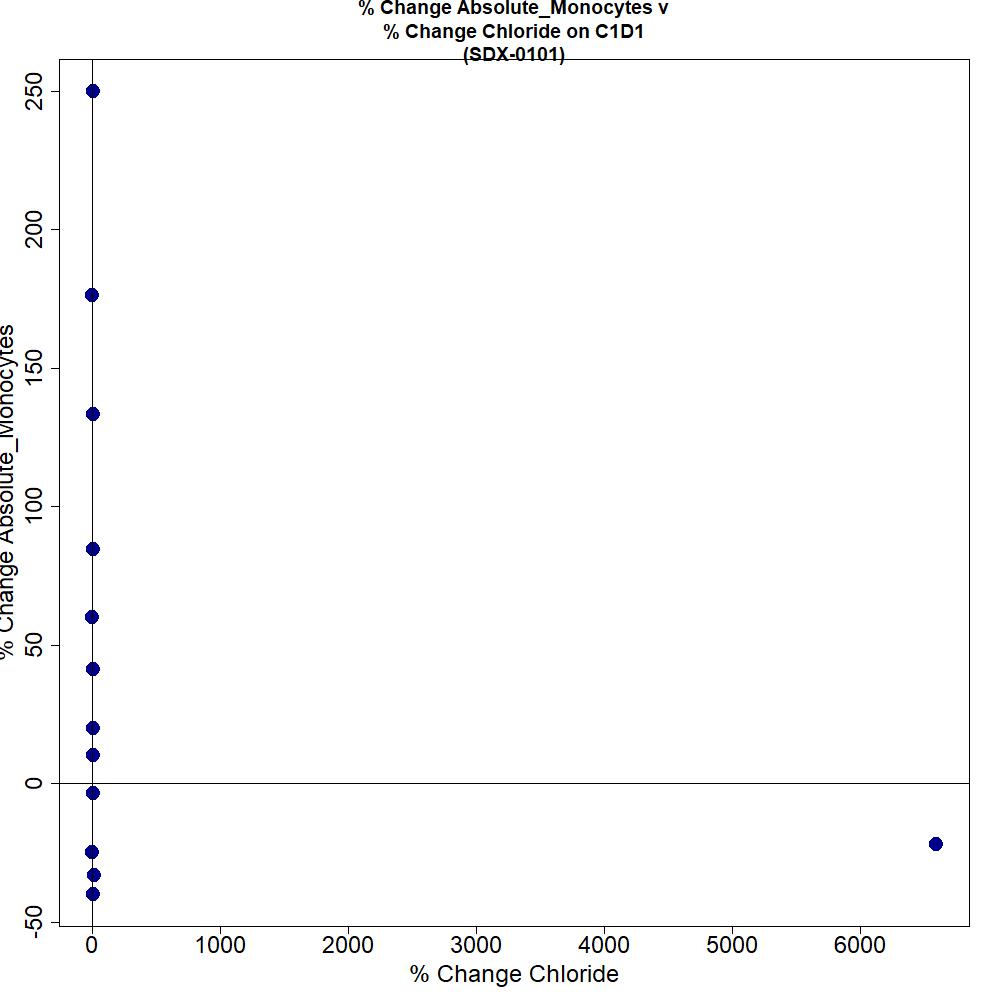 % Change Absolute_Monocytes v
% Change Chloride on C1D1
(SDX-0101)
% Change Absolute_Monocytes
250
200
150
100
50
0
-50
0 1000 2000 3000 4000 5000 6000
% Change Chloride